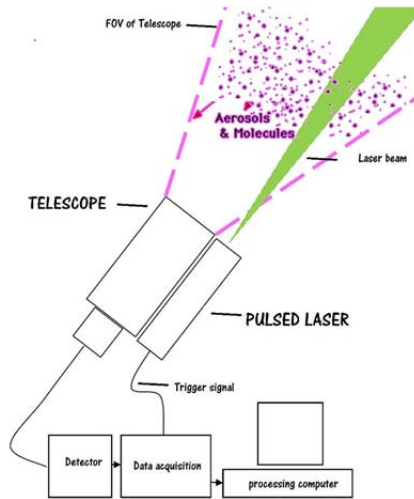 FOV of Telescope
Aerosols
& Molecules
Laser beam
TELESCOPE
PULSED LASER
Trigger signal
Detector
Data acquisition
processing computer